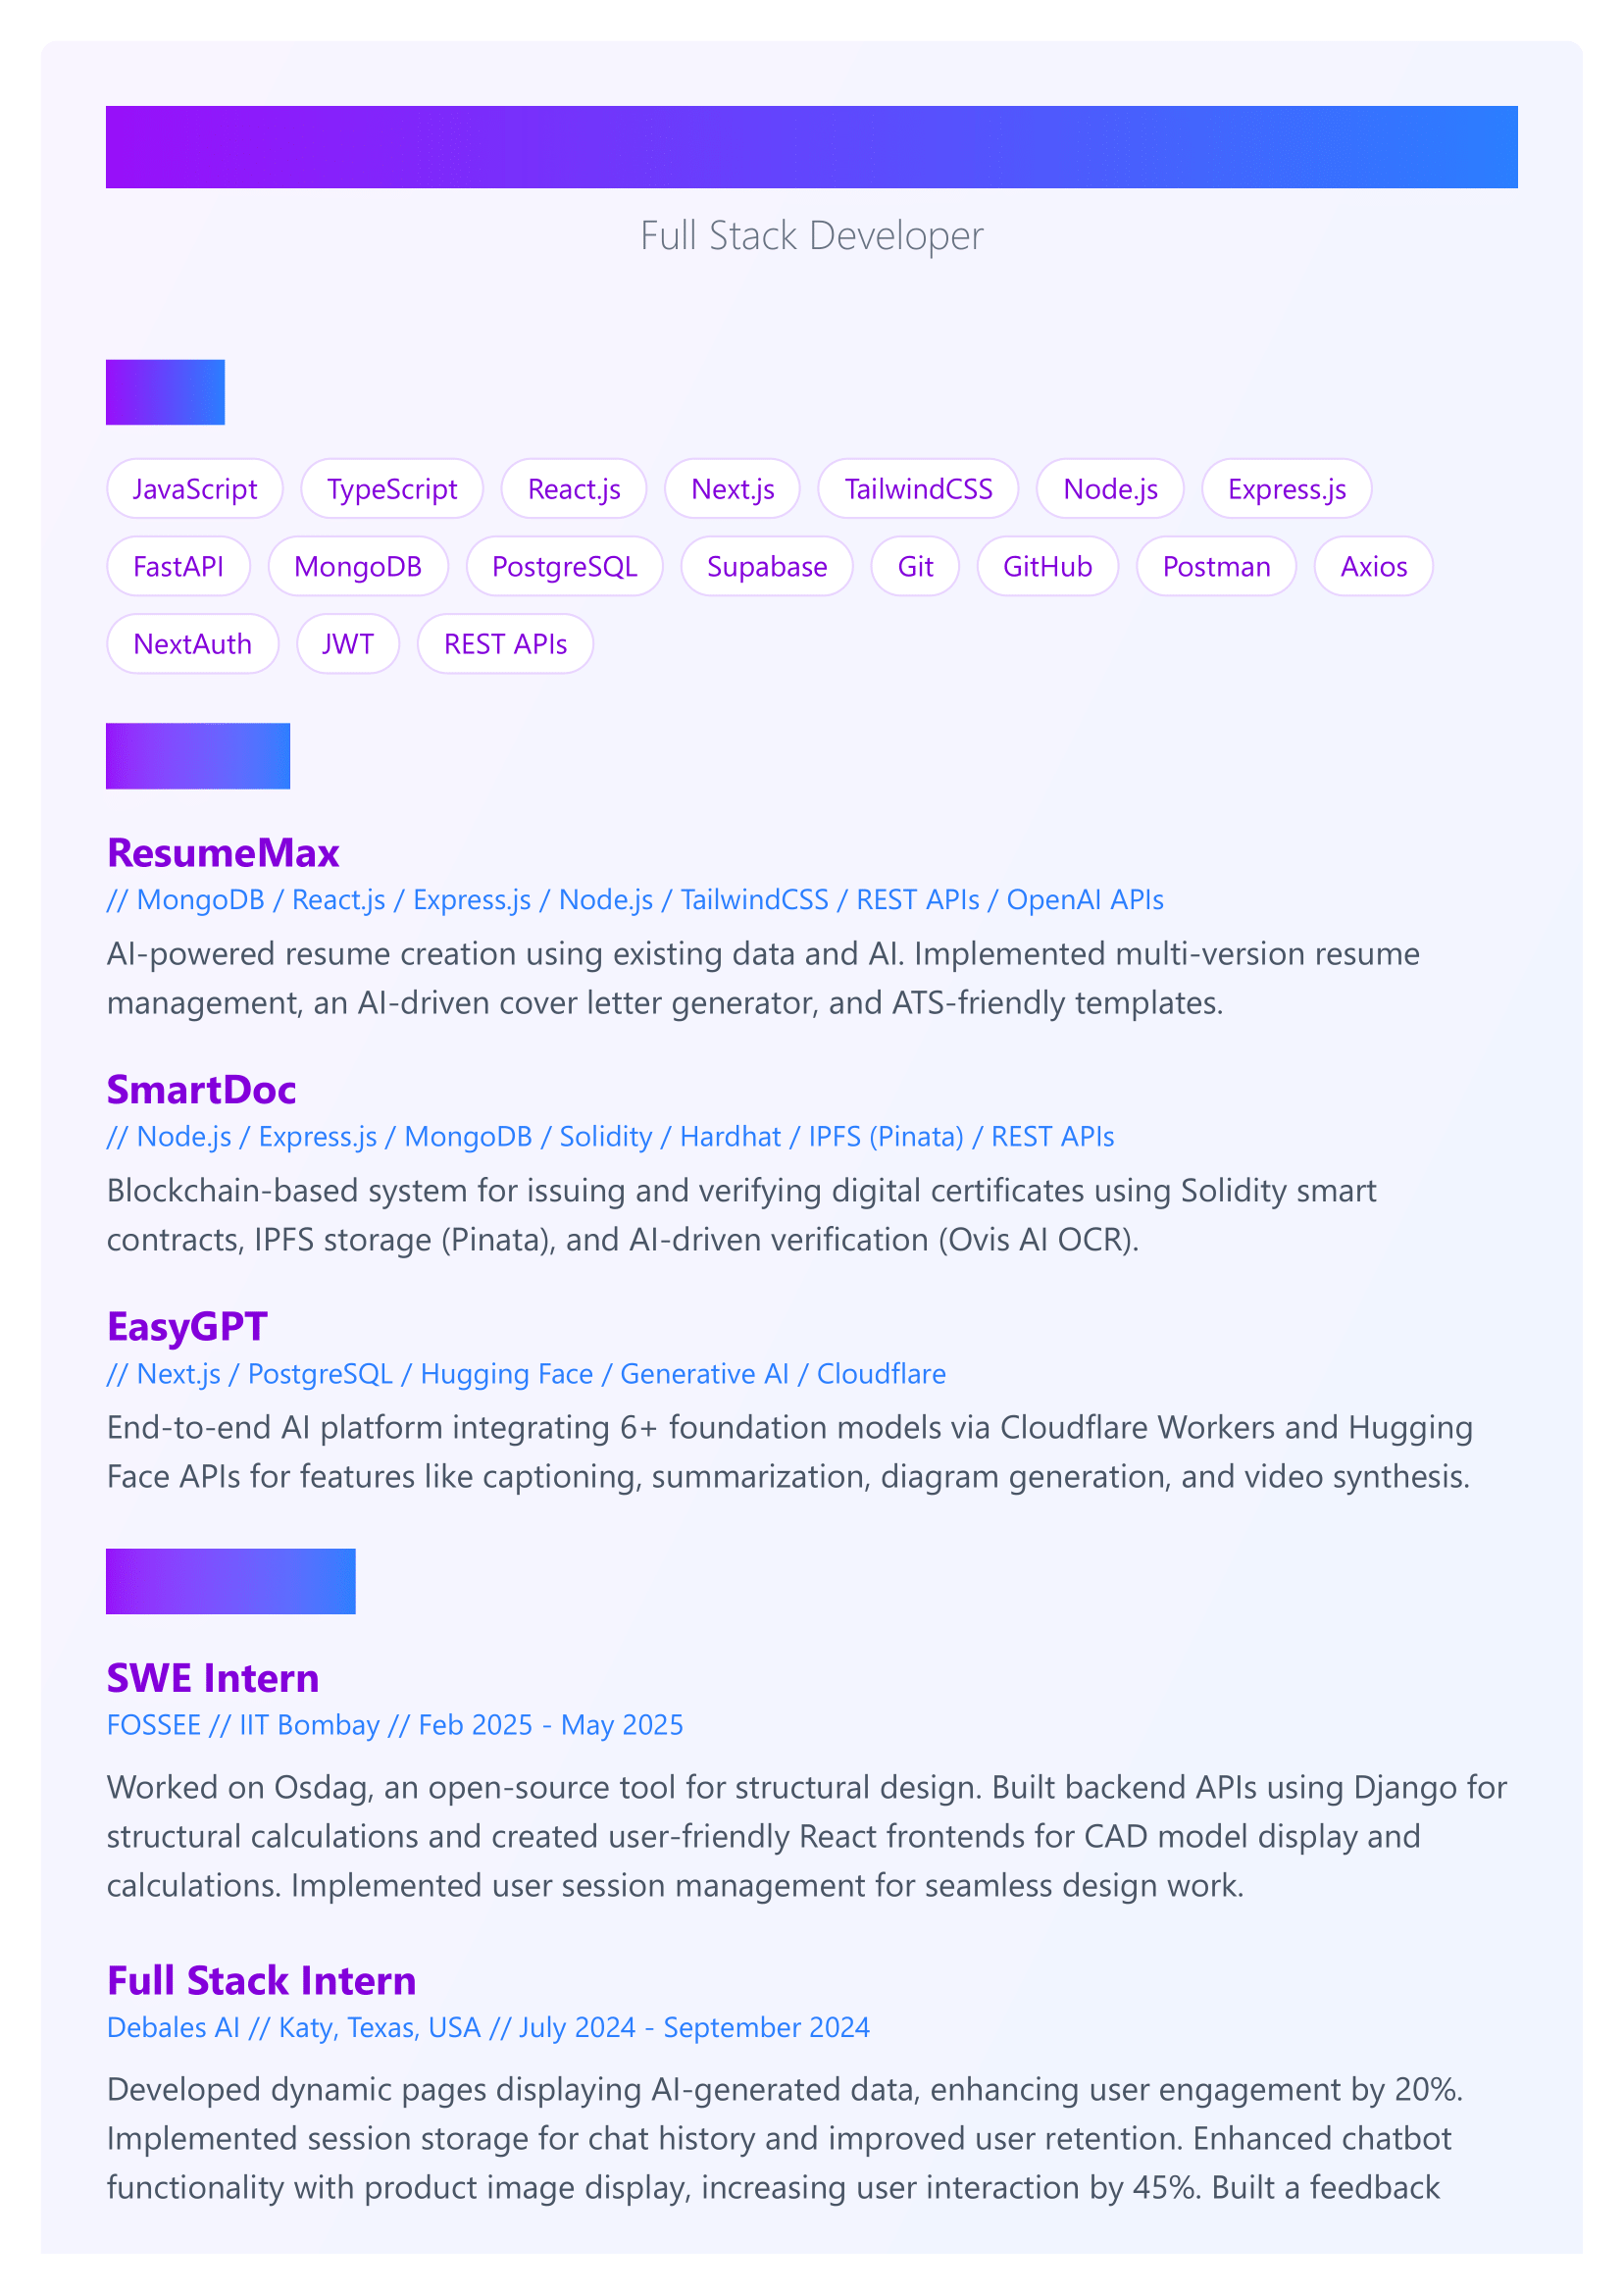 Full Stack Developer
JavaScript TypeScript React.js Next.js TailwindCSS Node.js Express.js
FastAPI MongoDB PostgreSQL Supabase Git GitHub Postman Axios
NextAuth JWT REST APIs
ResumeMax
// MongoDB / React.js / Express.js / Node.js / TailwindCSS / REST APIs / OpenAI APIs
AI-powered resume creation using existing data and AI. Implemented multi-version resume
management, an AI-driven cover letter generator, and ATS-friendly templates.
SmartDoc
// Node.js / Express.js / MongoDB / Solidity / Hardhat / IPFS (Pinata) / REST APIs
Blockchain-based system for issuing and verifying digital certificates using Solidity smart
contracts, IPFS storage (Pinata), and AI-driven verification (Ovis AI OCR).
EasyGPT
// Next.js / PostgreSQL / Hugging Face / Generative AI / Cloudflare
End-to-end AI platform integrating 6+ foundation models via Cloudflare Workers and Hugging
Face APIs for features like captioning, summarization, diagram generation, and video synthesis.
SWE Intern
FOSSEE // IIT Bombay // Feb 2025 - May 2025
Worked on Osdag, an open-source tool for structural design. Built backend APIs using Django for
structural calculations and created user-friendly React frontends for CAD model display and
calculations. Implemented user session management for seamless design work.
Full Stack Intern
Debales AI // Katy, Texas, USA // July 2024 - September 2024
Developed dynamic pages displaying AI-generated data, enhancing user engagement by 20%.
Implemented session storage for chat history and improved user retention. Enhanced chatbot
functionality with product image display, increasing user interaction by 45%. Built a feedback